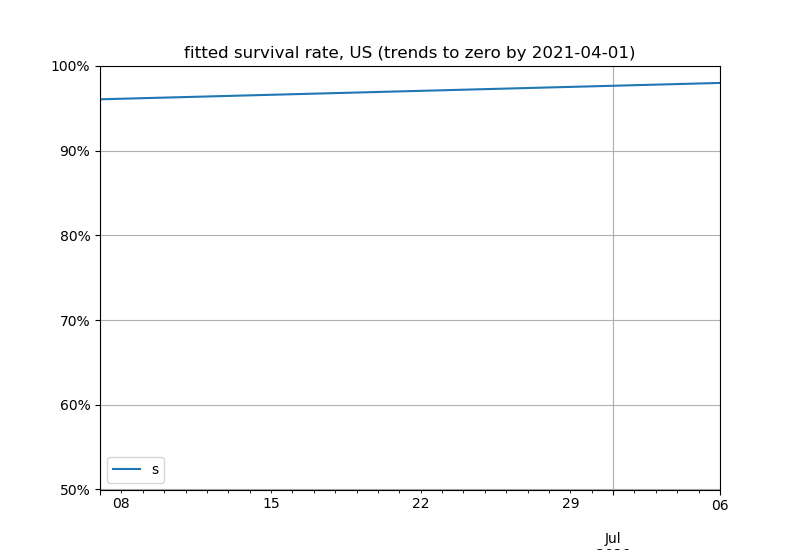 fitted survival rate, US (trends to zero by 2021-04-01)
100%
90%
80%
70%
60%
50%
s
08 15 22 29 06
Jul